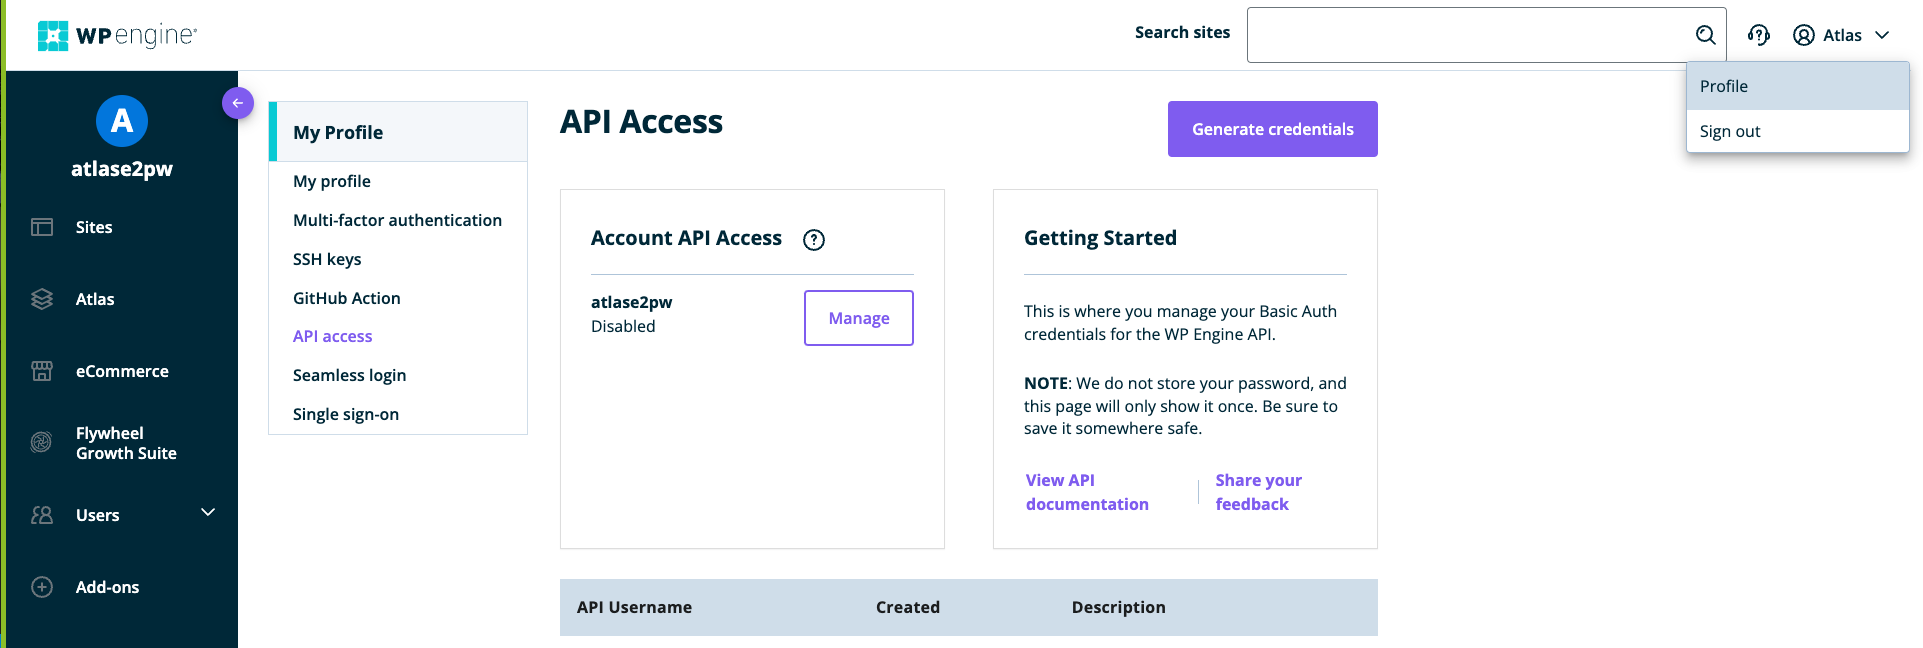 WP engine®
Search sites
Atlas
Profile
Sign out
A
atlase2pw
Sites
Atlas
eCommerce
Flywheel
Growth Suite
Users
Add-ons
My Profile
My profile
Multi-factor authentication
SSH keys
GitHub Action
API access
Seamless login
Single sign-on
API Access
Generate credentials
Account API Access ?
atlase2pw
Disabled
Manage
Getting Started
This is where you manage your Basic Auth
credentials for the WP Engine API.
NOTE: We do not store your password, and
this page will only show it once. Be sure to
save it somewhere safe.
View API
documentation
Share your
feedback
API Username Created Description